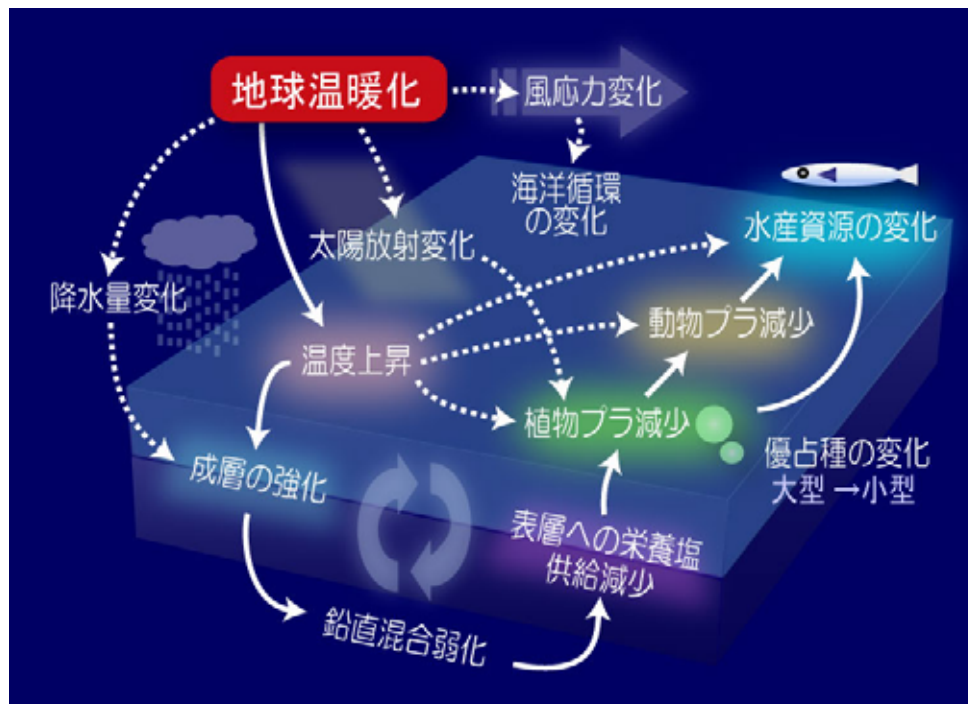 地球温暖化
風応力変化
海洋循環
の変化
水産資源の変化
太陽放射変化
降水量変化
動物プラ減少
温度上昇
植物プラ減少
優占種の変化
大型→小型
成層の強化
表層への栄養塩
供給減少
鉛直混合弱化